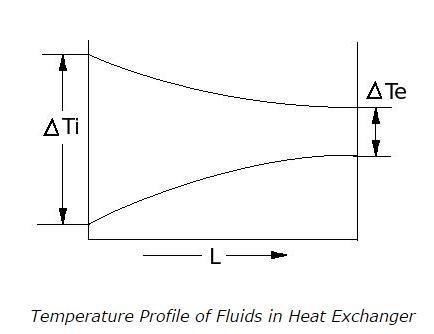 ΔTe
ΔTi
L
Temperature Profile of Fluids in Heat Exchanger